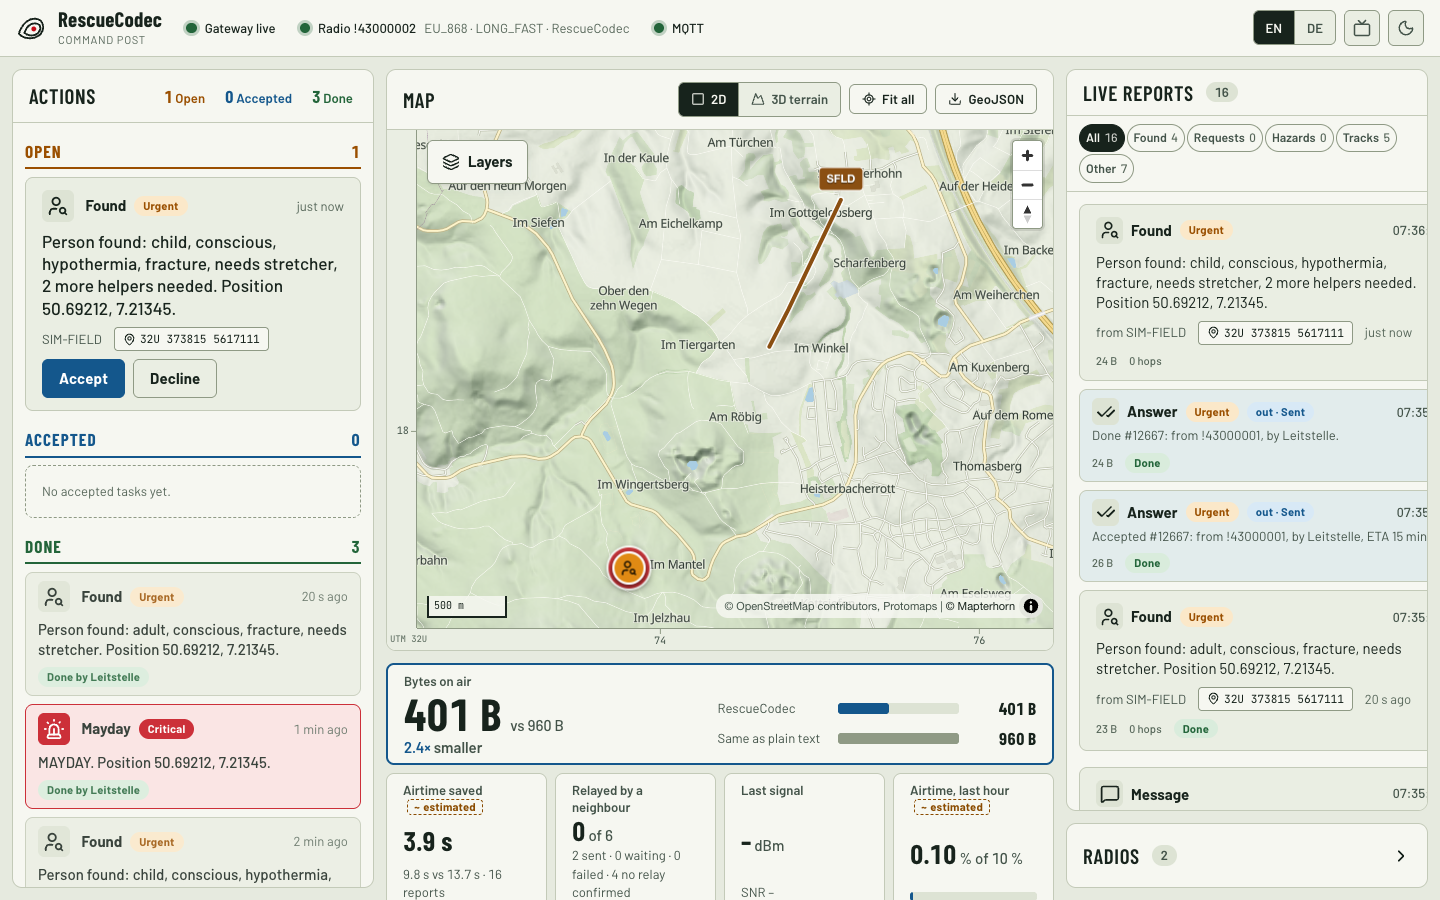 RescueCodec
COMMAND POST
Gateway live
Radio !43000002 EU_868 · LONG_FAST · RescueCodec
MQTT
EN DE
ACTIONS
1 Open 0 Accepted 3 Done
OPEN 1
Found Urgent just now
Person found: child, conscious,
hypothermia, fracture, needs stretcher,
2 more helpers needed. Position
50.69212, 7.21345.
SIM-FIELD 32U 373815 5617111
Accept Decline
ACCEPTED 0
No accepted tasks yet.
DONE 3
Found Urgent 20 s ago
Person found: adult, conscious, fracture, needs
stretcher. Position 50.69212, 7.21345.
Done by Leitstelle
Mayday Critical 1 min ago
MAYDAY. Position 50.69212, 7.21345.
Done by Leitstelle
Found Urgent 2 min ago
Person found: child, conscious, hypothermia,
MAP
2D 3D terrain Fit all GeoJSON
Layers
Am Türchen
In der Kaule
Auf den neun Morgen
SFLD
erhohn
Auf der Heide
Im Siefen
Am Eichelkamp
Im Gottgelobsberg
Im Backe
Scharfenberg
Ober den
zehn Wegen
Am Weiherchen
Im Tiergarten
Im Winkel
Am Kuxenberg
Am Röbig
Auf dem Rome
18
Thomasberg
Im Wingertsberg
Heisterbacherrott
rbahn
Im Mantel
Am Eselsweg
500 m
© OpenStreetMap contributors, Protomaps | © Mapterhorn
Im Jelzhau
UTM 32U
74
76
Bytes on air
401 B vs 960 B
2.4× smaller
RescueCodec 401 B
Same as plain text 960 B
Airtime saved
~ estimated
3.9 s
9.8 s vs 13.7 s · 16
reports
Relayed by a
neighbour
0 of 6
2 sent · 0 waiting · 0
failed · 4 no relay
confirmed
Last signal
– dBm
SNR –
Airtime, last hour
~ estimated
0.10 % of 10 %
LIVE REPORTS 16
All 16 Found 4 Requests 0 Hazards 0 Tracks 5
Other 7
Found Urgent 07:36
Person found: child, conscious, hypothermia,
fracture, needs stretcher, 2 more helpers needed.
Position 50.69212, 7.21345.
from SIM-FIELD 32U 373815 5617111 just now
24 B 0 hops
Answer Urgent out · Sent 07:35
Done #12667: from !43000001, by Leitstelle.
24 B Done
Answer Urgent out · Sent 07:35
Accepted #12667: from !43000001, by Leitstelle, ETA 15 min
26 B Done
Found Urgent 07:35
Person found: adult, conscious, fracture, needs
stretcher. Position 50.69212, 7.21345.
from SIM-FIELD 32U 373815 5617111 20 s ago
23 B 0 hops Done
Message 07:35
RADIOS 2